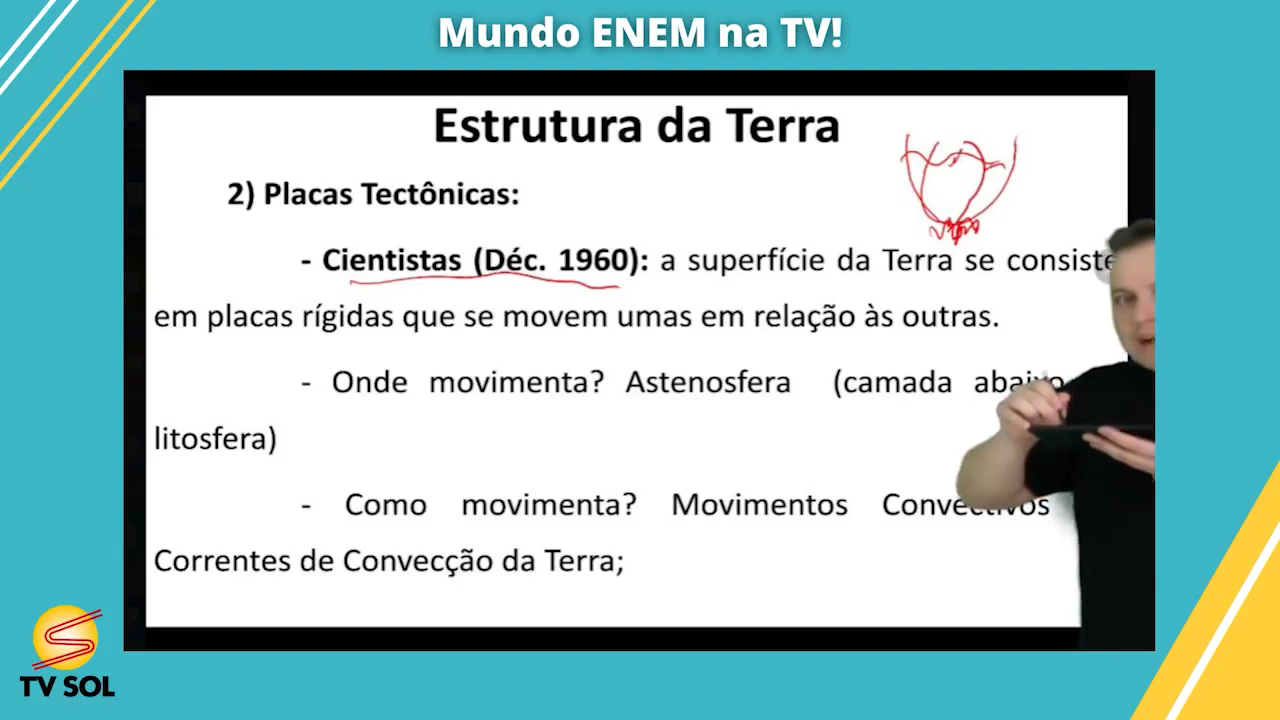 Mundo ENEM na TV!
Estrutura da Terra
2) Placas Tectônicas:
- Cientistas (Déc. 1960): a superfície da Terra se consiste
em placas rígidas que se movem umas em relação às outras.
- Onde movimenta? Astenosfera (camada abaixo
litosfera)
- Como movimenta? Movimentos Convectivos
Correntes de Convecção da Terra;
TV SOL